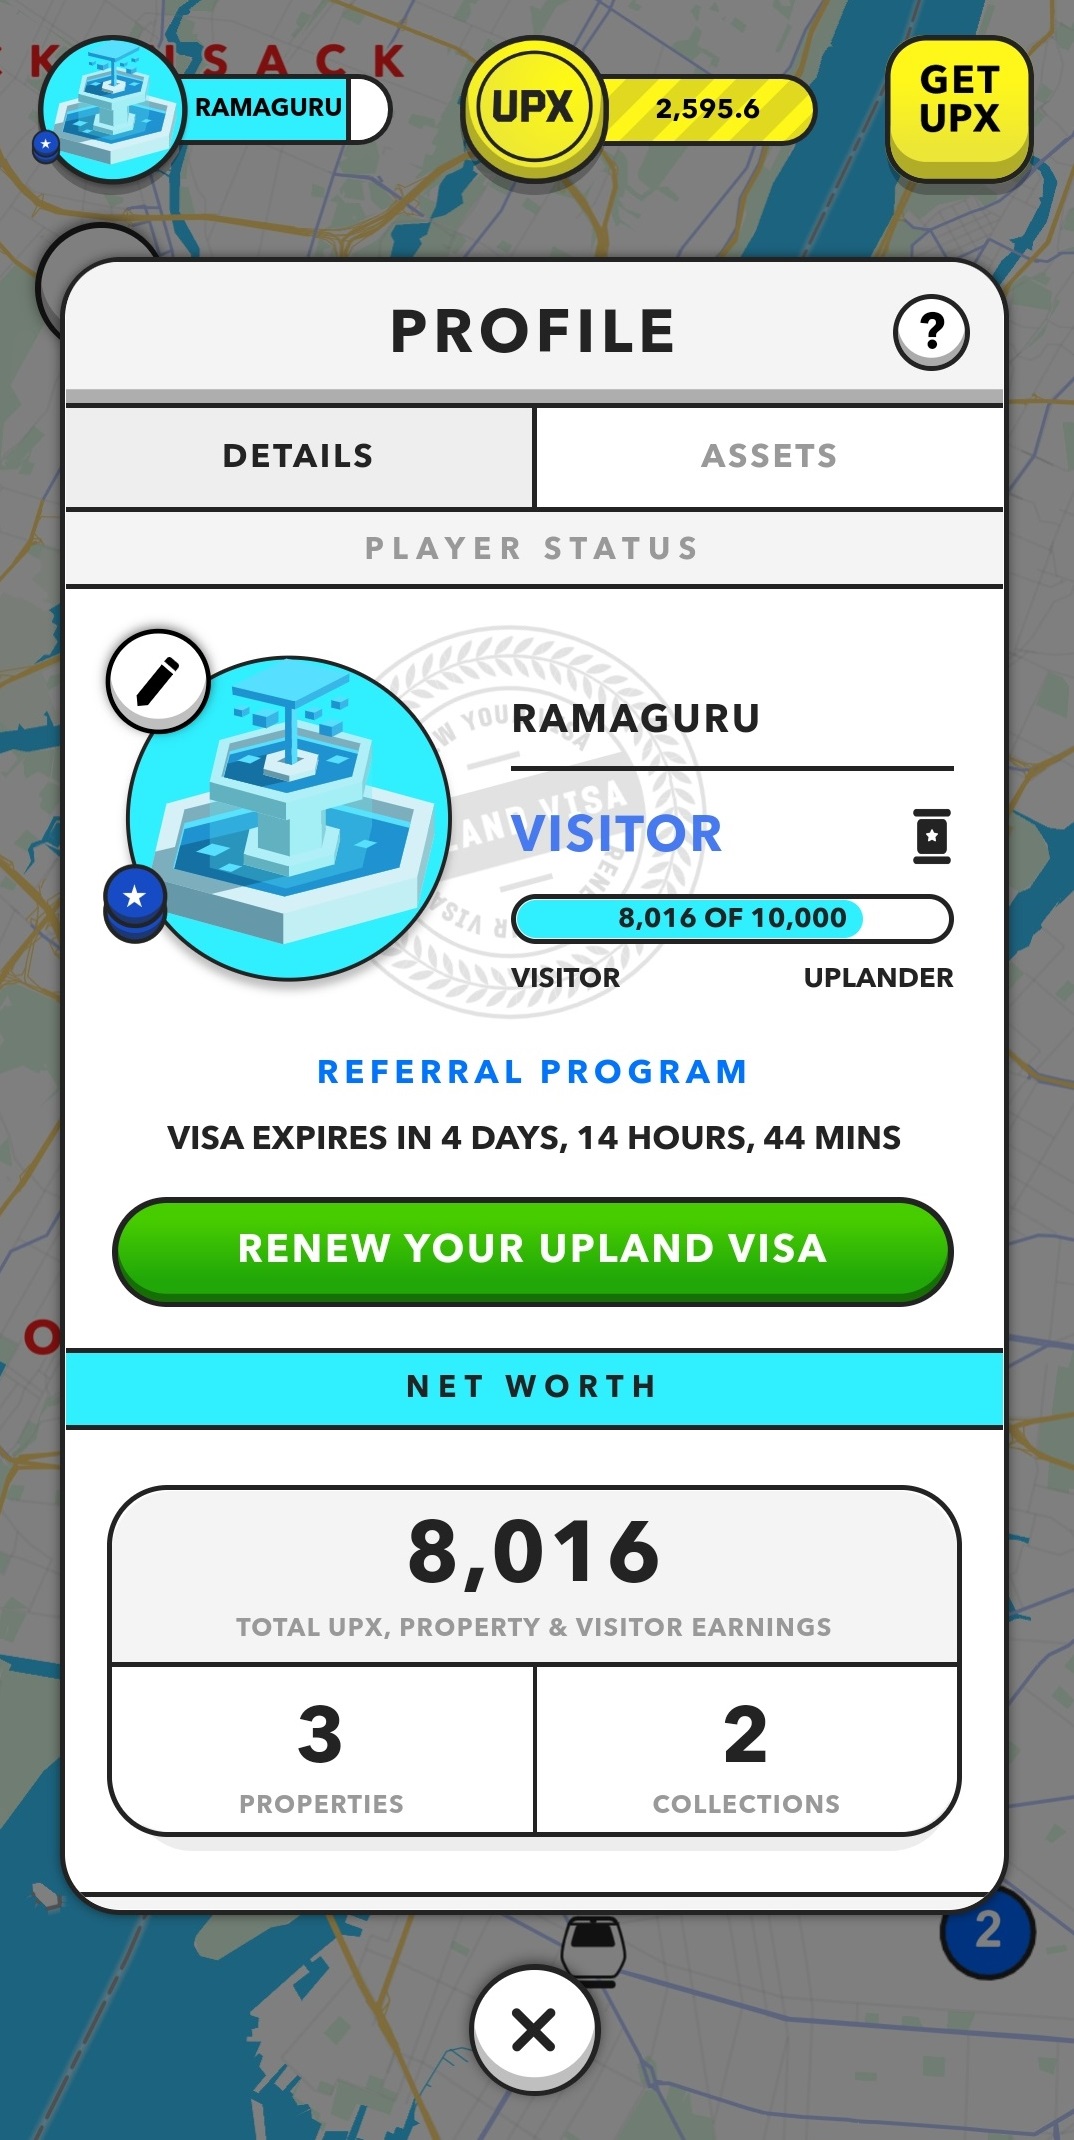 RAMAGURU
UPX
2,595.6
GET
UPX
PROFILE
?
DETAILS
ASSETS
PLAYER STATUS
RAMAGURU
VISITOR
8,016 OF 10,000
VISITOR
UPLANDER
REFERRAL PROGRAM
VISA EXPIRES IN 4 DAYS, 14 HOURS, 44 MINS
RENEW YOUR UPLAND VISA
NET WORTH
8,016
TOTAL UPX, PROPERTY & VISITOR EARNINGS
3
PROPERTIES
2
COLLECTIONS
2